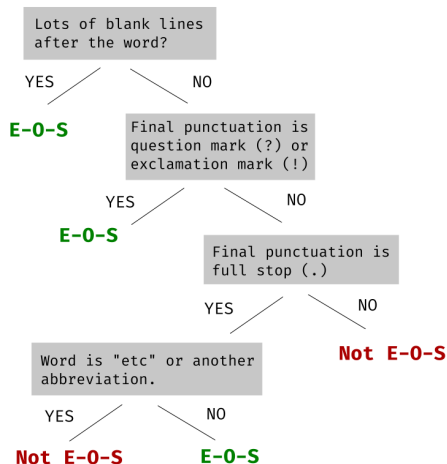 Lots of blank lines
after the word?
YES
NO
E-O-S
Final punctuation is
question mark (?) or
exclamation mark (!)
YES
NO
E-O-S
Final punctuation is
full stop (.)
YES
NO
Not E-O-S
Word is "etc" or another
abbreviation.
YES
NO
Not E-O-S
E-O-S